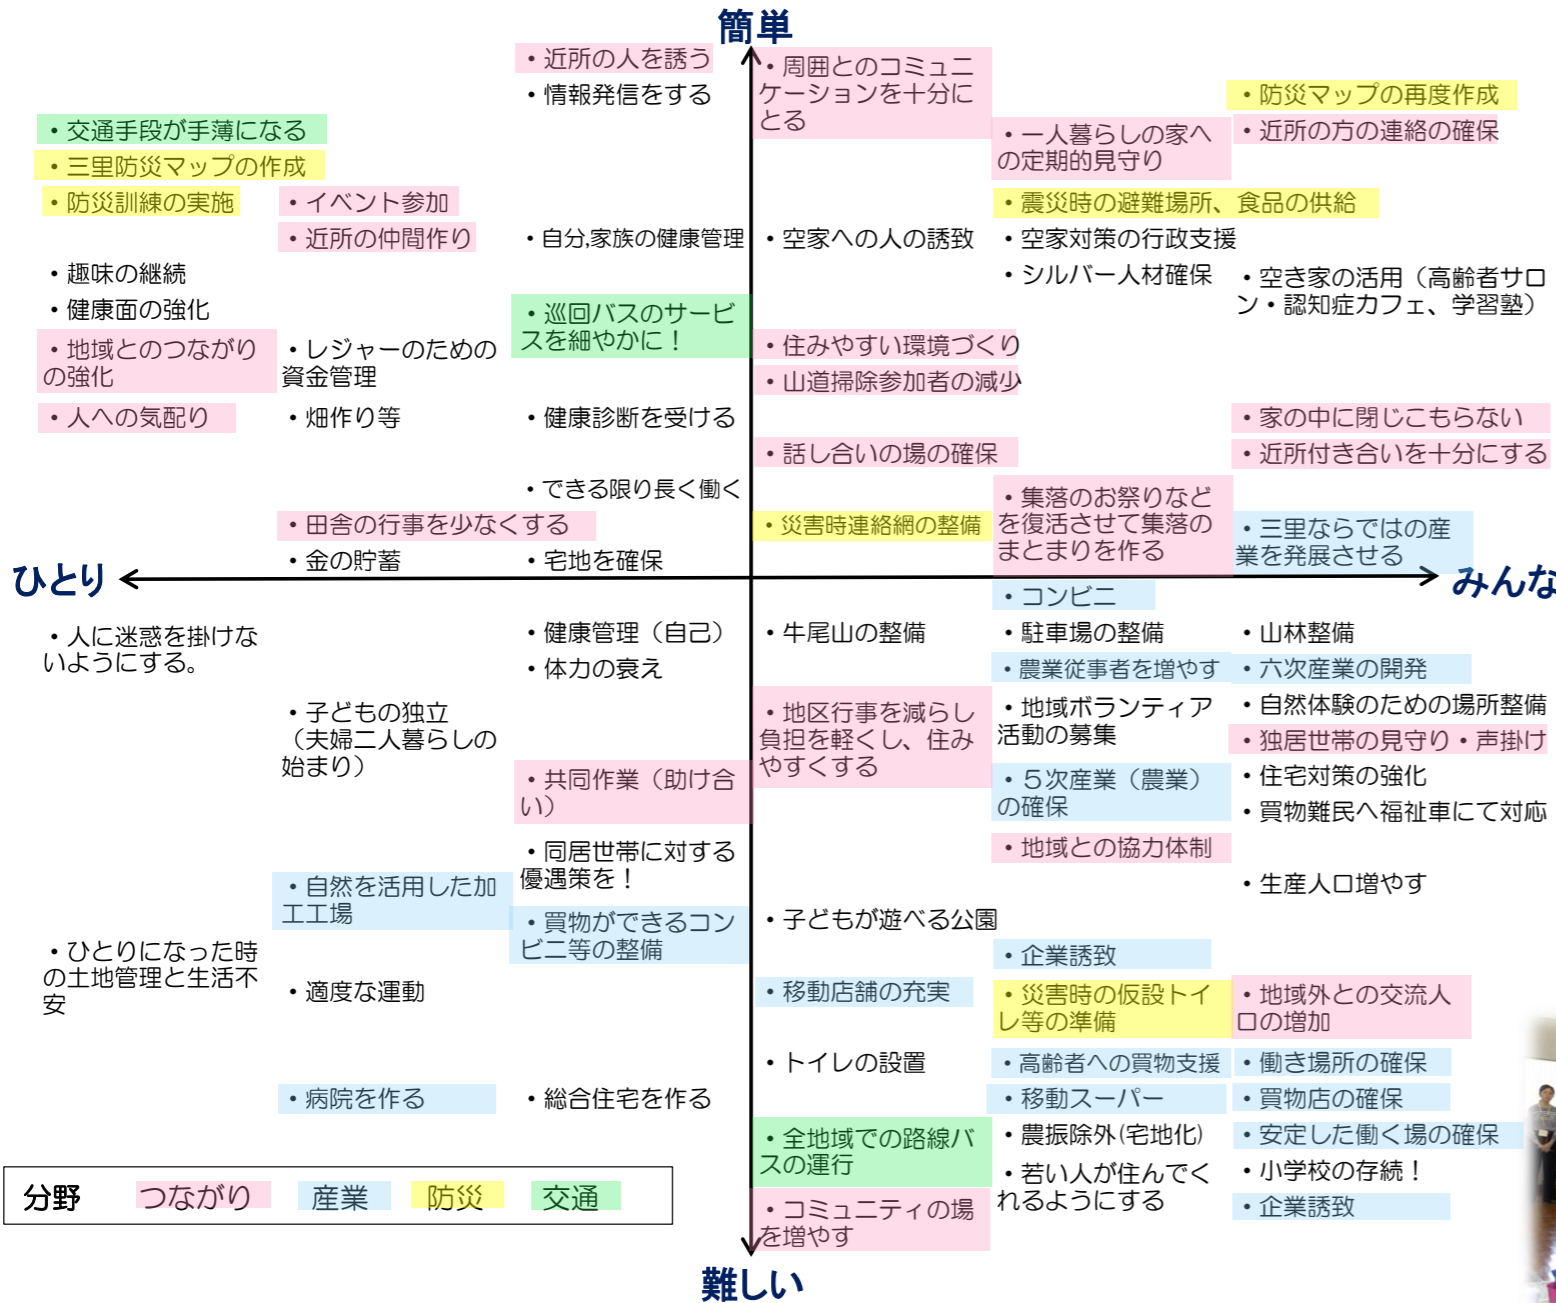 簡単
・近所の人を誘う
・情報発信をする
・交通手段が手薄になる
・三里防災マップの作成
・防災訓練の実施
・イベント参加
・近所の仲間作り
・自分,家族の健康管理
・趣味の継続
・健康面の強化
・巡回バスのサービ
スを細やかに！
・地域とのつながり
の強化
・レジャーのための
資金管理
・人への気配り
・畑作り等
・健康診断を受ける
・できる限り長く働く
・田舎の行事を少なくする
・金の貯蓄
・宅地を確保
・周囲とのコミュニ
ケーションを十分に
とる
・防災マップの再度作成
・一人暮らしの家へ
の定期的見守り
・近所の方の連絡の確保
・震災時の避難場所、食品の供給
・空家への人の誘致
・空家対策の行政支援
・シルバー人材確保
・空き家の活用（高齢者サロ
ン・認知症カフェ、学習塾）
・住みやすい環境づくり
・山道掃除参加者の減少
・家の中に閉じこもらない
・話し合いの場の確保
・近所付き合いを十分にする
・災害時連絡網の整備
・集落のお祭りなど
を復活させて集落の
まとまりを作る
・三里ならではの産
業を発展させる
ひとり
みんな
・人に迷惑を掛けな
いようにする。
・健康管理（自己）
・体力の衰え
・子どもの独立
（夫婦二人暮らしの
始まり）
・共同作業（助け合
い）
・同居世帯に対する
優遇策を！
・自然を活用した加
工工場
・買物ができるコン
ビニ等の整備
・ひとりになった時
の土地管理と生活不
安
・適度な運動
・病院を作る
・総合住宅を作る
・コンビニ
・牛尾山の整備
・駐車場の整備
・山林整備
・農業従事者を増やす
・六次産業の開発
・地区行事を減らし
負担を軽くし、住み
やすくする
・地域ボランティア
活動の募集
・自然体験のための場所整備
・独居世帯の見守り・声掛け
・５次産業（農業）
の確保
・住宅対策の強化
・買物難民へ福祉車にて対応
・地域との協力体制
・生産人口増やす
・子どもが遊べる公園
・企業誘致
・移動店舗の充実
・災害時の仮設トイ
レ等の準備
・地域外との交流人
口の増加
・トイレの設置
・高齢者への買物支援
・働き場所の確保
・移動スーパー
・買物店の確保
・全地域での路線バ
スの運行
・農振除外(宅地化)
・安定した働く場の確保
・若い人が住んでく
れるようにする
・小学校の存続！
・コミュニティの場
を増やす
・企業誘致
分野 つながり 産業 防災 交通
難しい